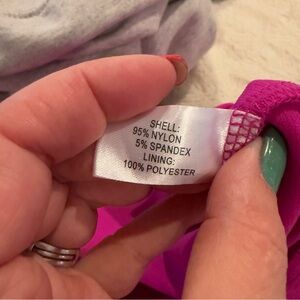 SHELL:
95% NYLON
5% SPANDEX
LINING:
100% POLYESTER